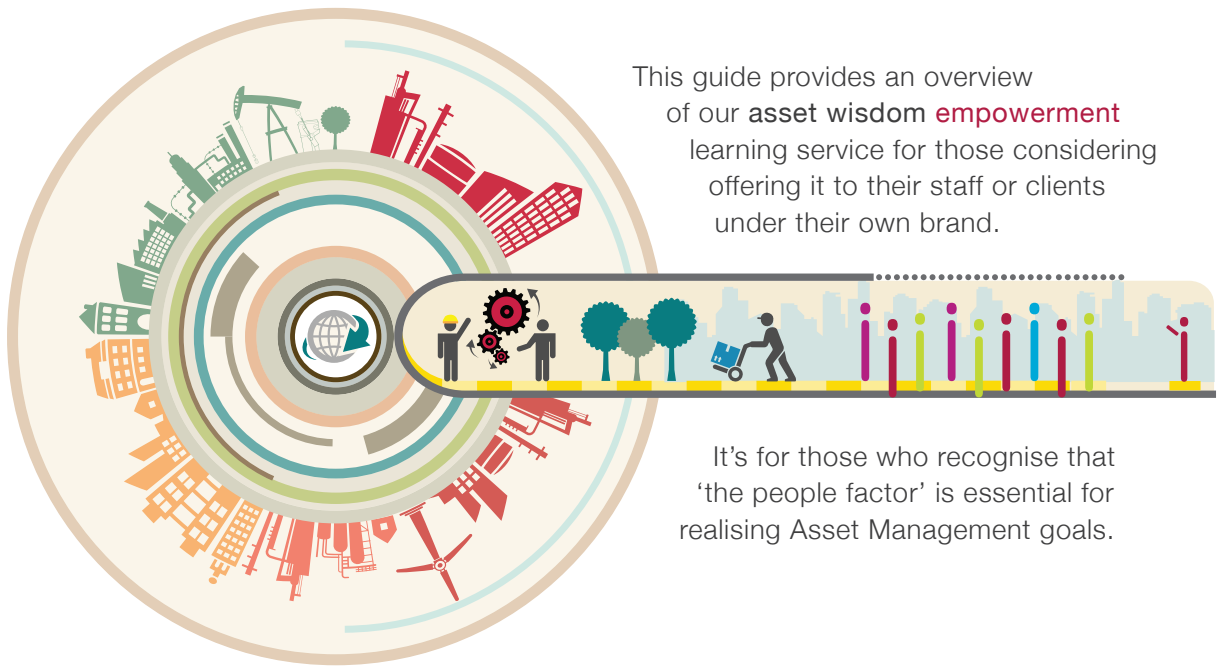 This guide provides an overview
of our asset wisdom empowerment
learning service for those considering
offering it to their staff or clients
under their own brand.
It’s for those who recognise that
‘the people factor’ is essential for
realising Asset Management goals.